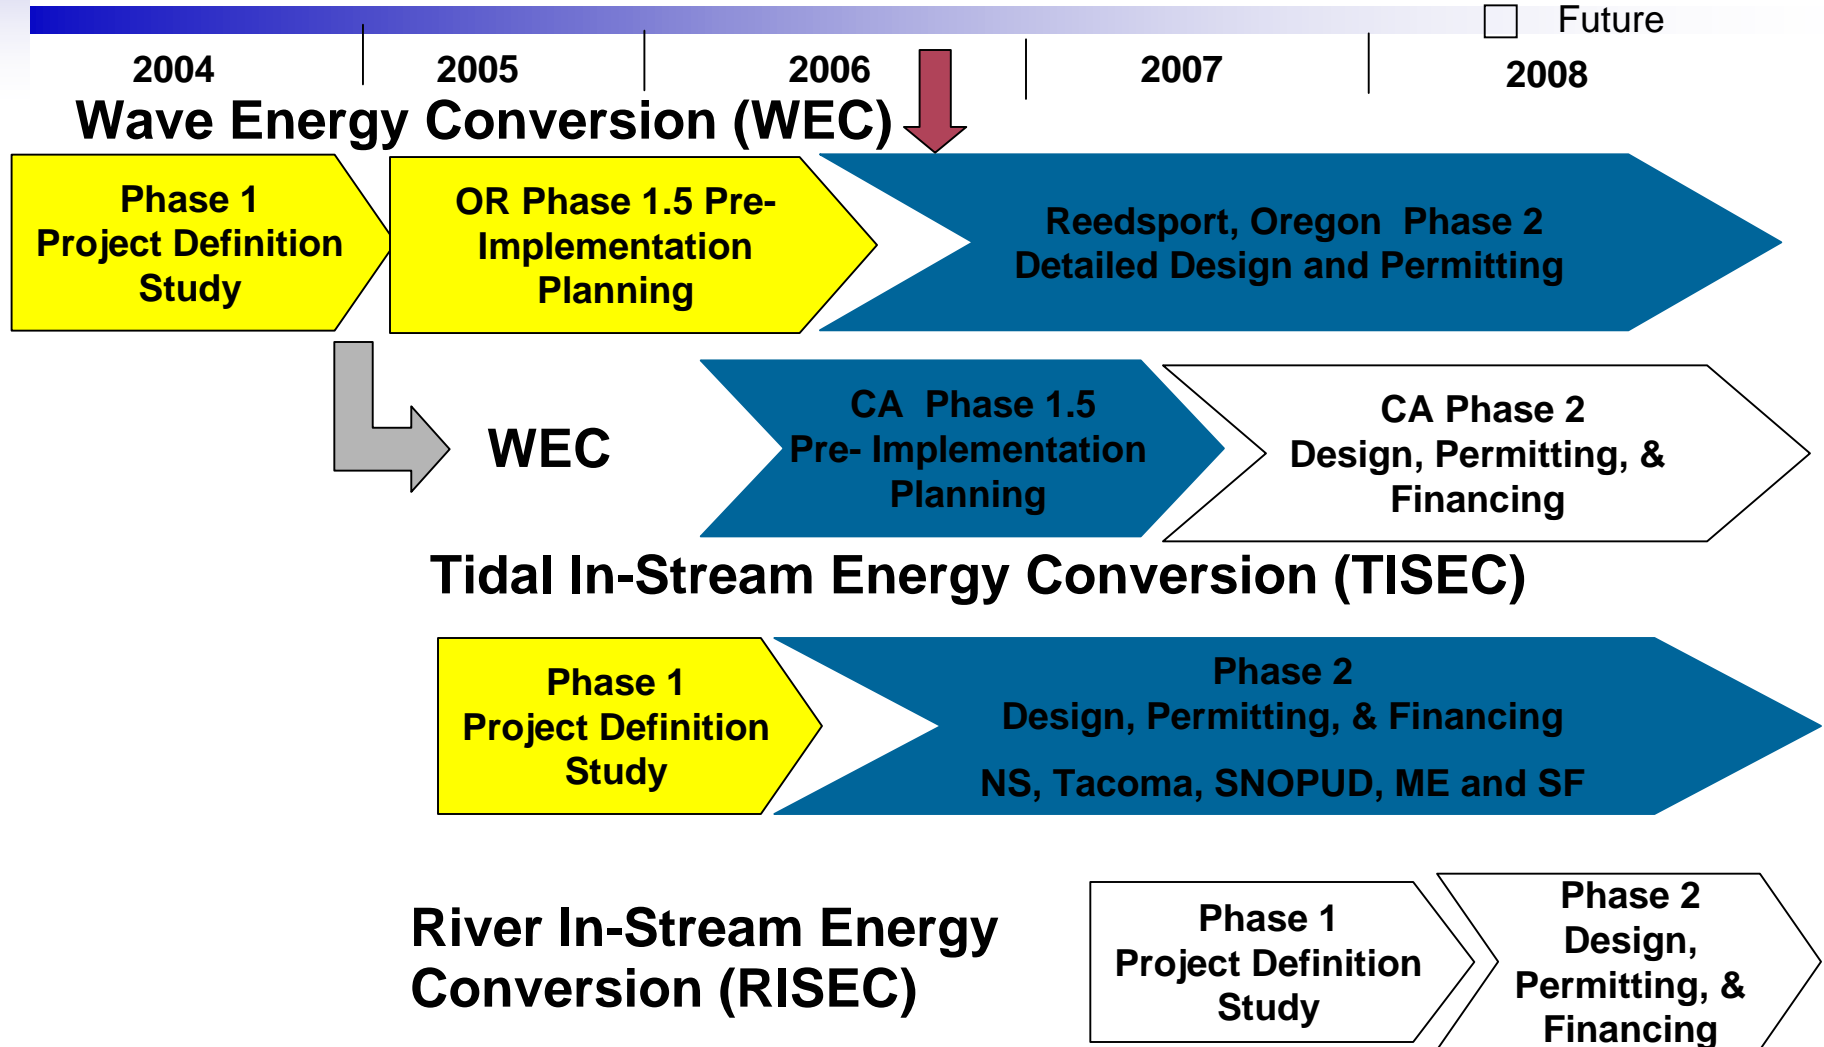 Future
2004 2005 2006 2007 2008
Wave Energy Conversion (WEC)
Phase 1
Project Definition
Study
OR Phase 1.5 Pre-
Implementation
Planning
Reedsport, Oregon Phase 2
Detailed Design and Permitting
WEC
CA Phase 1.5
Pre- Implementation
Planning
CA Phase 2
Design, Permitting, &
Financing
Tidal In-Stream Energy Conversion (TISEC)
Phase 1
Project Definition
Study
Phase 2
Design, Permitting, & Financing
NS, Tacoma, SNOPUD, ME and SF
River In-Stream Energy
Conversion (RISEC)
Phase 1
Project Definition
Study
Phase 2
Design,
Permitting, &
Financing